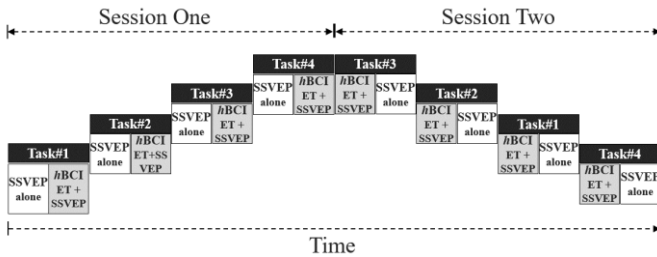 Session One
Session Two
Task#4
Task#3
SSVEP alone
hBCI ET + SSVEP
hBCI ET + SSVEP
SSVEP alone
Task#3
SSVEP alone
hBCI ET + SSVEP
Task#2
hBCI ET + SSVEP
SSVEP alone
Task#2
SSVEP alone
hBCI ET+SS VEP
Task#1
hBCI ET + SSVEP
SSVEP alone
Task#1
SSVEP alone
hBCI ET + SSVEP
Task#4
hBCI ET + SSVEP
SSVEP alone
Time